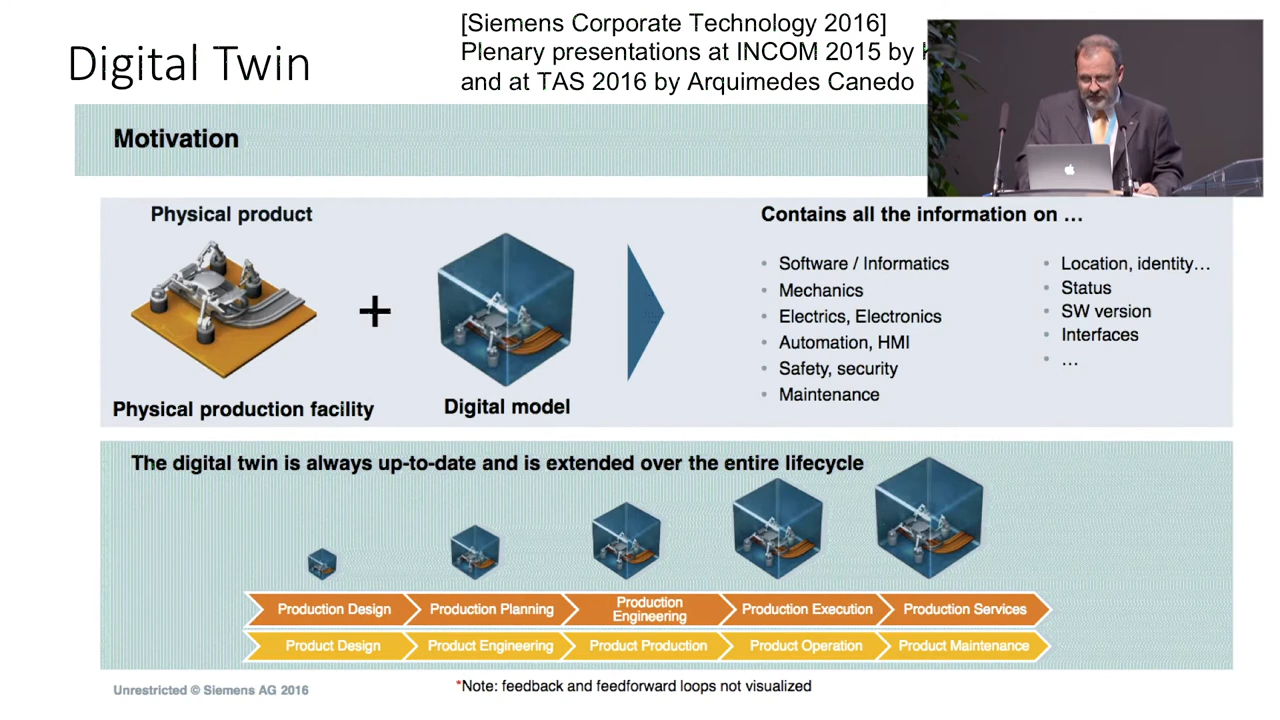 Digital Twin
[Siemens Corporate Technology 2016]
Plenary presentations at INCOM 2015 by
and at TAS 2016 by Arquimedes Canedo
Motivation
Physical product
+
Physical production facility
Digital model
Contains all the information on …
• Software / Informatics
• Mechanics
• Electrics, Electronics
• Automation, HMI
• Safety, security
• Maintenance
• Location, identity…
• Status
• SW version
• Interfaces
• …
The digital twin is always up-to-date and is extended over the entire lifecycle
Production Design
Production Planning
Production
Engineering
Production Execution
Production Services
Product Design
Product Engineering
Product Production
Product Operation
Product Maintenance
Unrestricted © Siemens AG 2016
*Note: feedback and feedforward loops not visualized